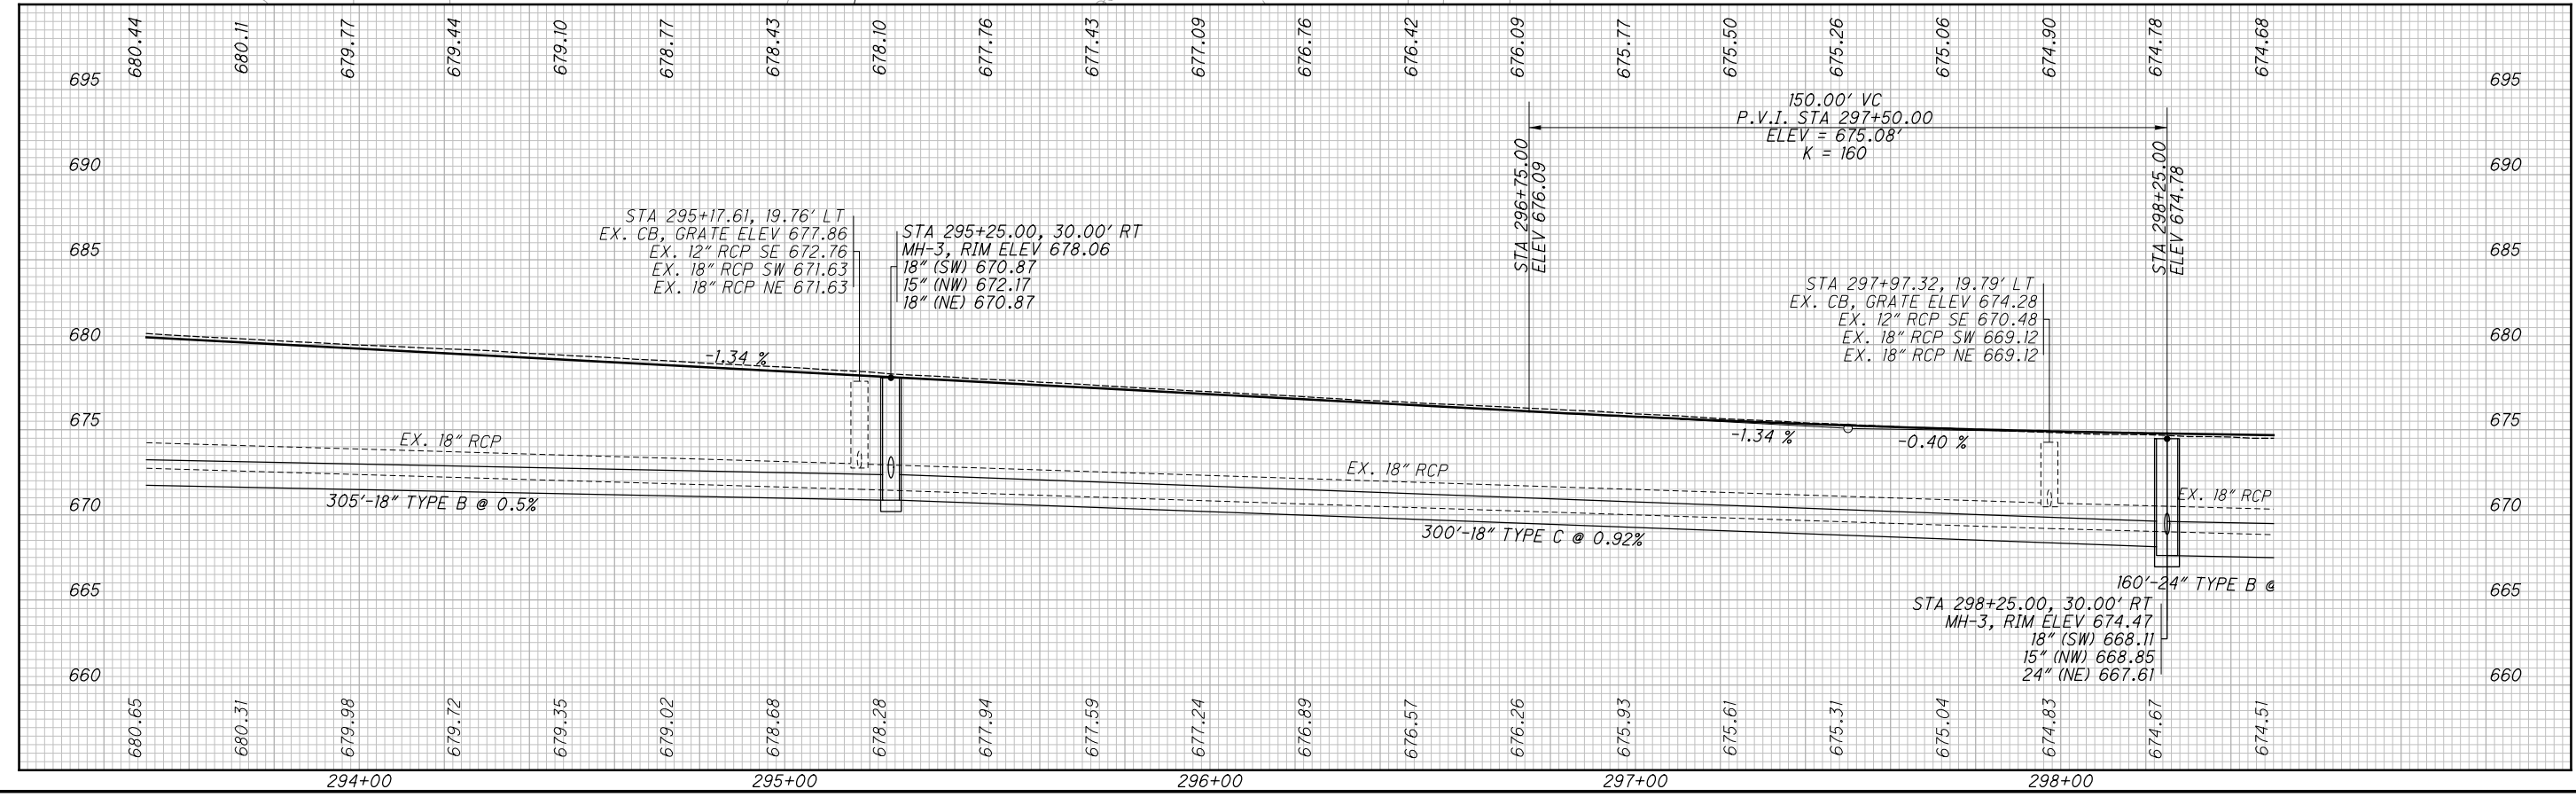 680.44 680.11 679.77 679.44 679.10 678.77 678.43 678.10 677.76 677.43 677.09 676.76 676.42 676.09 675.77 675.50 675.26 675.06 674.90 674.78 674.68
695 695
150.00' VC
P.V.I. STA 297+50.00
ELEV = 675.08'
K = 160
690 690
STA 296+75.00
ELEV 676.09
STA 298+25.00
ELEV 674.78
STA 295+17.61, 19.76' LT
EX. CB, GRATE ELEV 677.86
EX. 12" RCP SE 672.76
EX. 18" RCP SW 671.63
EX. 18" RCP NE 671.63
STA 295+25.00, 30.00' RT
MH-3, RIM ELEV 678.06
18" (SW) 670.87
15" (NW) 672.17
18" (NE) 670.87
685 685
STA 297+97.32, 19.79' LT
EX. CB, GRATE ELEV 674.28
EX. 12" RCP SE 670.48
EX. 18" RCP SW 669.12
EX. 18" RCP NE 669.12
680 680
-1.34 %
675 675
-1.34 %
-0.40 %
EX. 18" RCP
EX. 18" RCP
EX. 18" RCP
670 670
305'-18" TYPE B @ 0.5%
300'-18" TYPE C @ 0.92%
665 665
160'-24" TYPE B @
STA 298+25.00, 30.00' RT
MH-3, RIM ELEV 674.47
18" (SW) 668.11
15" (NW) 668.85
24" (NE) 667.61
660 660
680.65 680.31 679.98 679.72 679.35 679.02 678.68 678.28 677.94 677.59 677.24 676.89 676.57 676.26 675.93 675.61 675.31 675.04 674.83 674.67 674.51
294+00 295+00 296+00 297+00 298+00